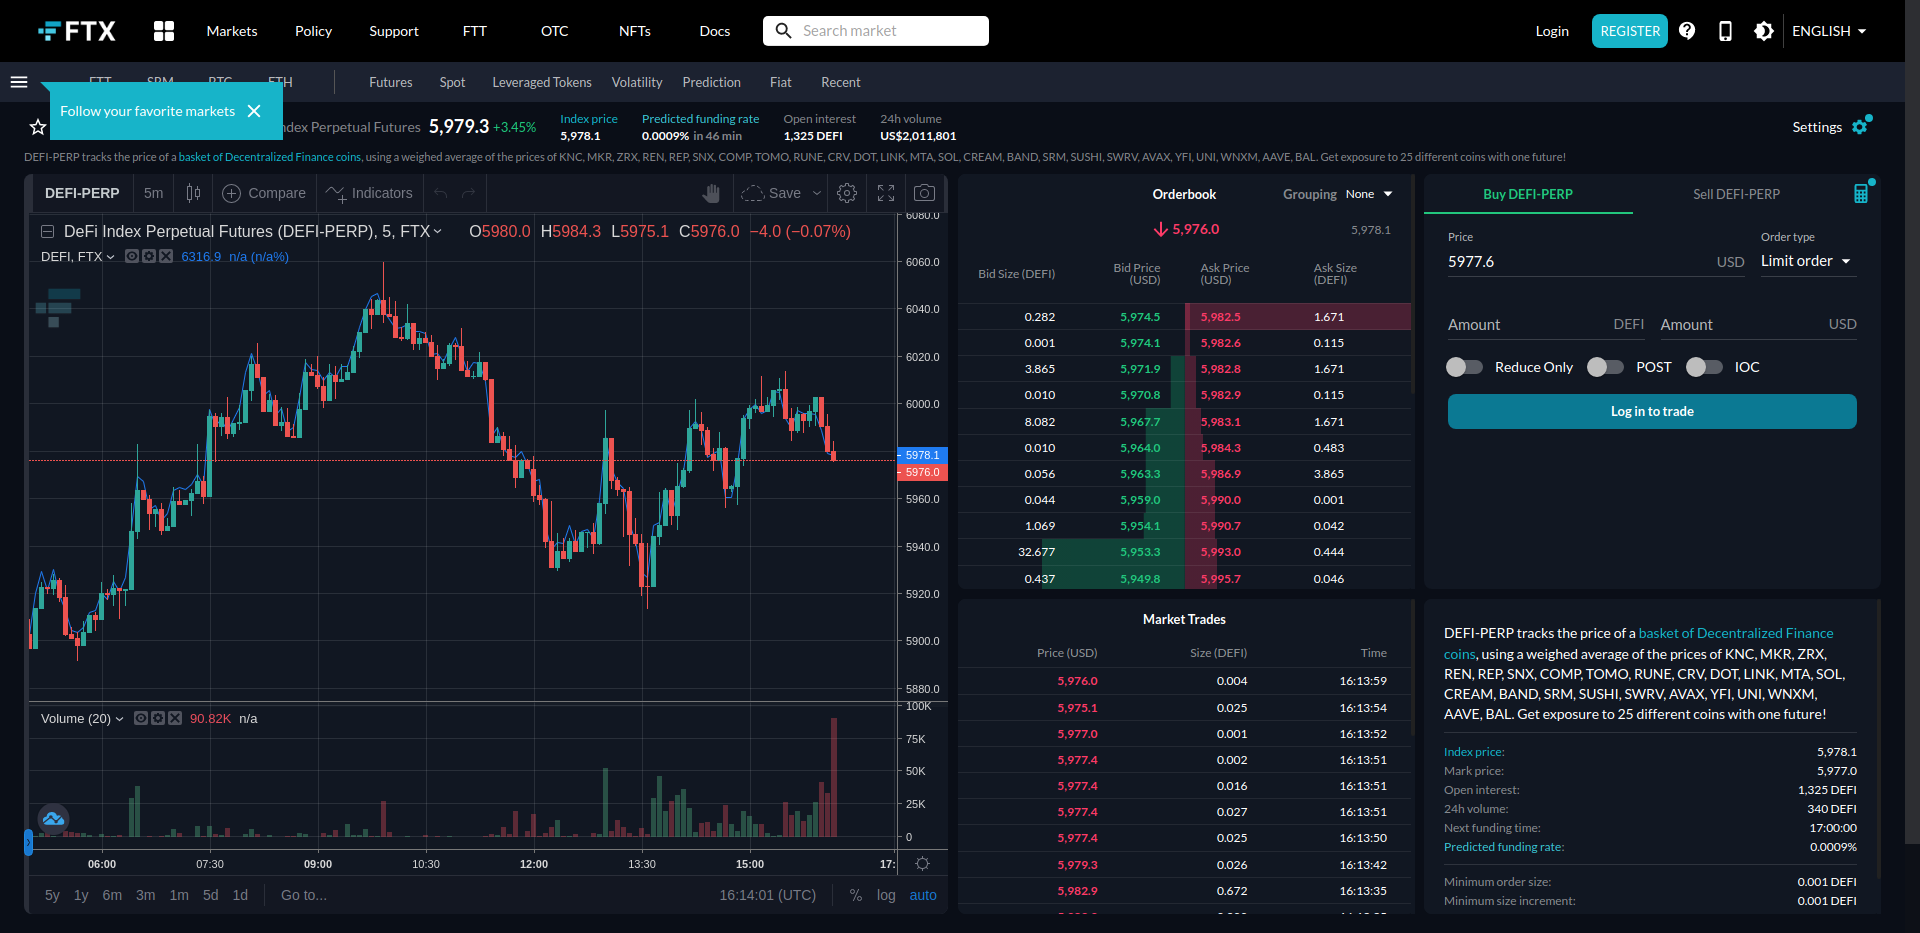 FTX
Markets
Policy
Support
FTT
OTC
NFTs
Docs
Search market
Login
REGISTER
ENGLISH
Futures
Spot
Leveraged Tokens
Volatility
Prediction
Fiat
Recent
Follow your favorite markets
Index Perpetual Futures
5,979.3 +3.45%
Index price
5,978.1
Predicted funding rate
0.0009% in 46 min
Open interest
1,325 DEFI
24h volume
US$2,011,801
Settings
DEFI-PERP tracks the price of a basket of Decentralized Finance coins, using a weighed average of the prices of KNC, MKR, ZRX, REN, REP, SNX, COMP, TOMO, RUNE, CRV, DOT, LINK, MTA, SOL, CREAM, BAND, SRM, SUSHI, SWRV, AVAX, YFI, UNI, WNXM, AAVE, BAL. Get exposure to 25 different coins with one future!
DEFI-PERP
5m
Compare
Indicators
Save
DeFi Index Perpetual Futures (DEFI-PERP), 5, FTX
O5980.0 H5984.3 L5975.1 C5976.0 −4.0 (−0.07%)
DEFI, FTX
6316.9 n/a (n/a%)
6080.0
6060.0
6040.0
6020.0
6000.0
5978.1
5976.0
5960.0
5940.0
5920.0
5900.0
5880.0
Volume (20)
90.82K n/a
100K
75K
50K
25K
0
06:00 07:30 09:00 10:30 12:00 13:30 15:00 17:
5y 1y 6m 3m 1m 5d 1d Go to...
16:14:01 (UTC) % log auto
Orderbook
Grouping None
5,976.0
5,978.1
Bid Size (DEFI) Bid Price (USD) Ask Price (USD) Ask Size (DEFI)
0.282 5,974.5 5,982.5 1.671
0.001 5,974.1 5,982.6 0.115
3.865 5,971.9 5,982.8 1.671
0.010 5,970.8 5,982.9 0.115
8.082 5,967.7 5,983.1 1.671
0.010 5,964.0 5,984.3 0.483
0.056 5,963.3 5,986.9 3.865
0.044 5,959.0 5,990.0 0.001
1.069 5,954.1 5,990.7 0.042
32.677 5,953.3 5,993.0 0.444
0.437 5,949.8 5,995.7 0.046
Market Trades
Price (USD) Size (DEFI) Time
5,976.0 0.004 16:13:59
5,975.1 0.025 16:13:54
5,977.0 0.001 16:13:52
5,977.4 0.002 16:13:51
5,977.4 0.016 16:13:51
5,977.4 0.027 16:13:51
5,977.4 0.025 16:13:50
5,979.3 0.026 16:13:42
5,982.9 0.672 16:13:35
Buy DEFI-PERP
Sell DEFI-PERP
Price
5977.6 USD
Order type
Limit order
Amount DEFI
Amount USD
Reduce Only
POST
IOC
Log in to trade
DEFI-PERP tracks the price of a basket of Decentralized Finance
coins, using a weighed average of the prices of KNC, MKR, ZRX,
REN, REP, SNX, COMP, TOMO, RUNE, CRV, DOT, LINK, MTA, SOL,
CREAM, BAND, SRM, SUSHI, SWRV, AVAX, YFI, UNI, WNXM,
AAVE, BAL. Get exposure to 25 different coins with one future!
Index price: 5,978.1
Mark price: 5,977.0
Open interest: 1,325 DEFI
24h volume: 340 DEFI
Next funding time: 17:00:00
Predicted funding rate: 0.0009%
Minimum order size: 0.001 DEFI
Minimum size increment: 0.001 DEFI